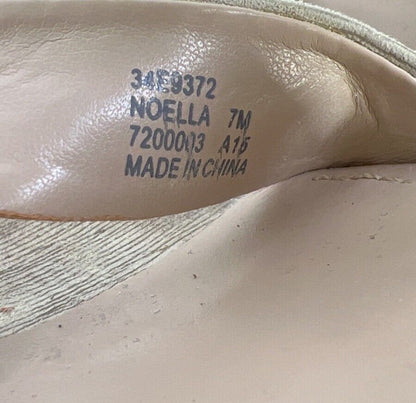 34E9372
NOELLA 7M
7200003 A15
MADE IN CHINA